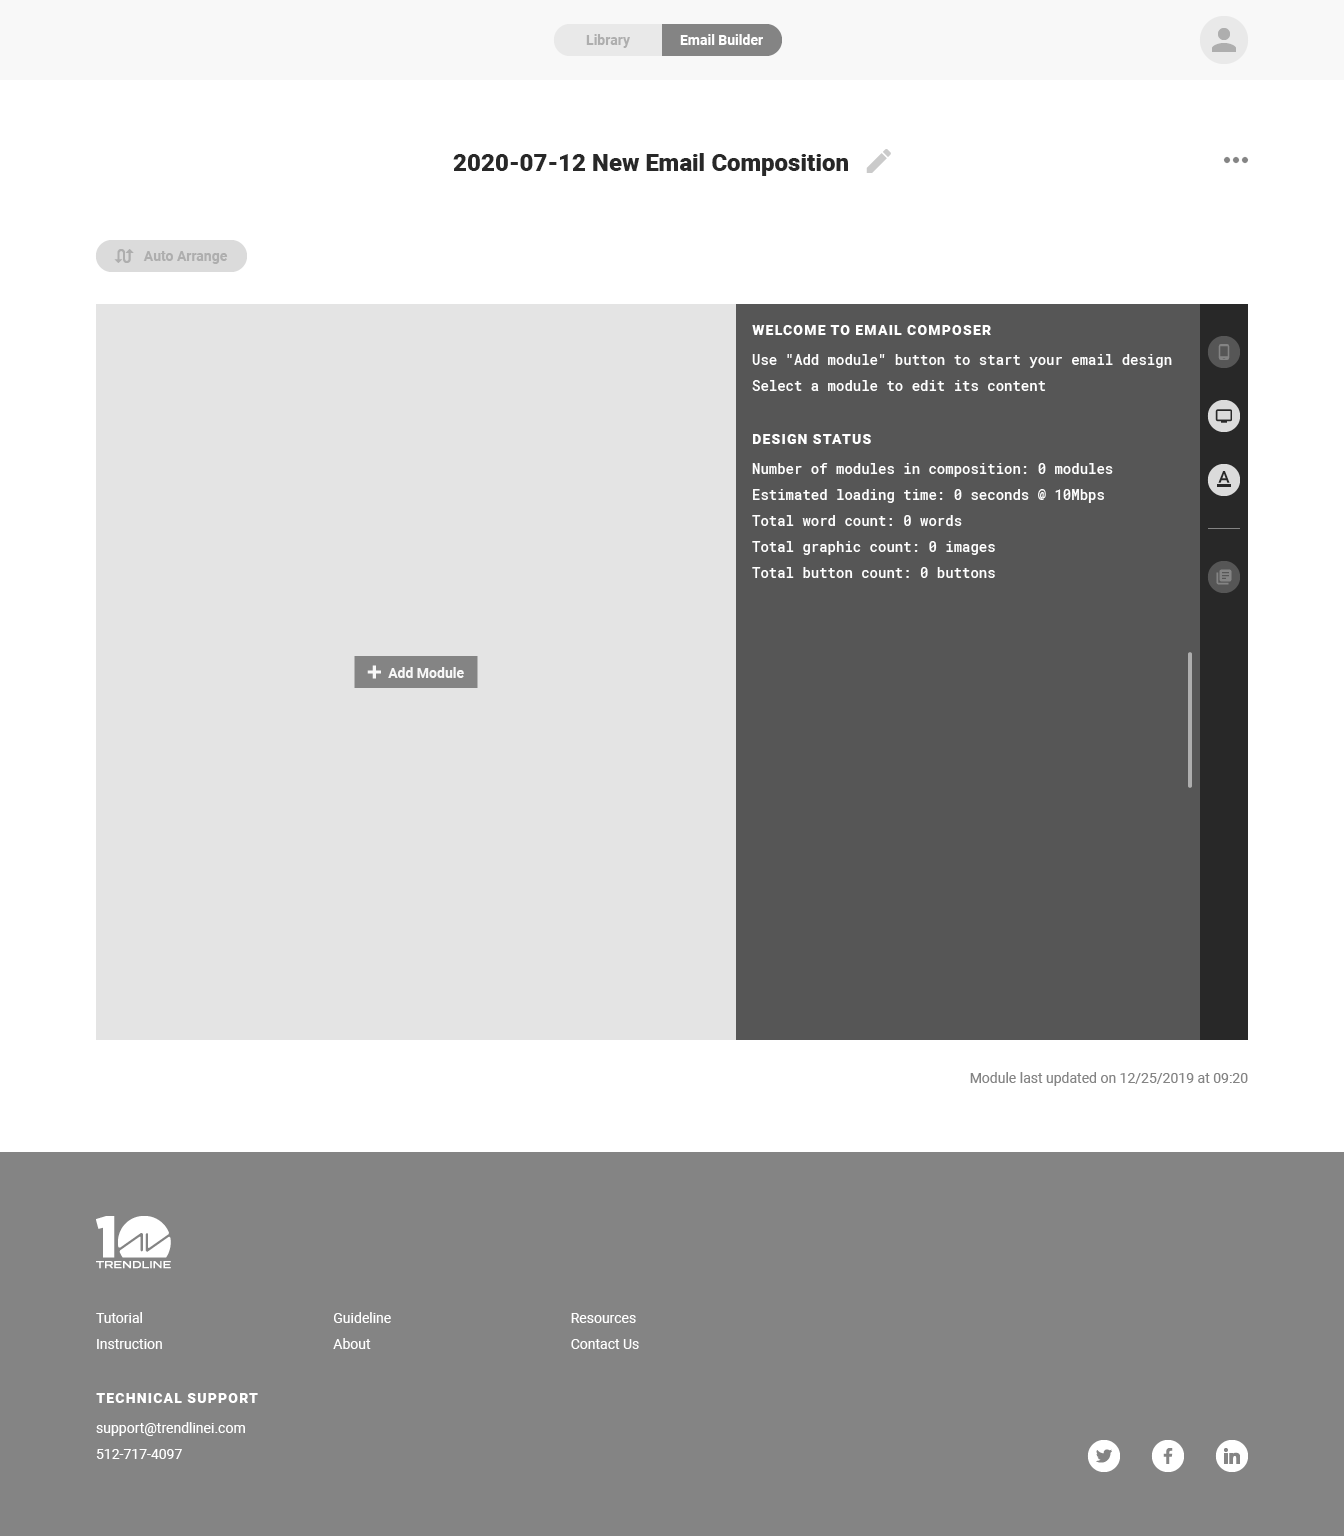 Library
Email Builder
2020-07-12 New Email Composition
Auto Arrange
WELCOME TO EMAIL COMPOSER
Use "Add module" button to start your email design
Select a module to edit its content
DESIGN STATUS
Number of modules in composition: 0 modules
Estimated loading time: 0 seconds @ 10Mbps
Total word count: 0 words
Total graphic count: 0 images
Total button count: 0 buttons
A
Add Module
Module last updated on 12/25/2019 at 09:20
10
TRENDLINE
Tutorial
Guideline
Resources
Instruction
About
Contact Us
TECHNICAL SUPPORT
support@trendlinei.com
512-717-4097